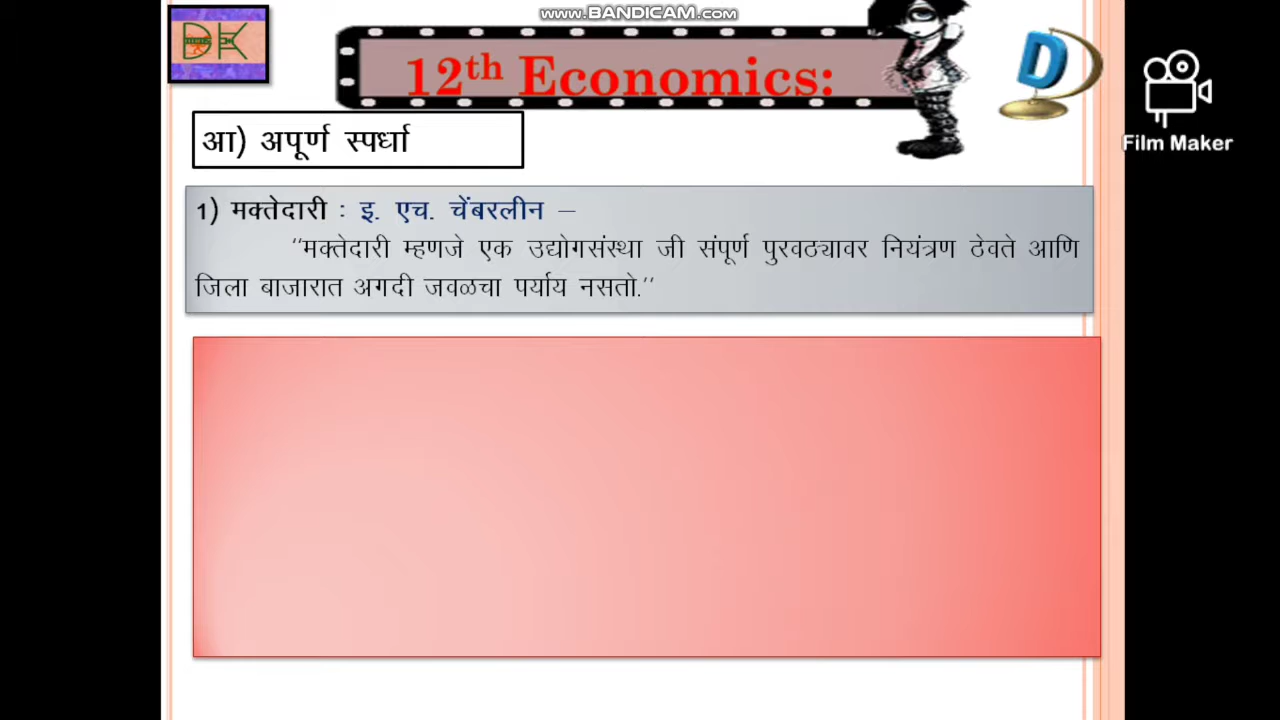 www.BANDICAM.com
DK
12th Economics:
D
Film Maker
आ) अपूर्ण स्पर्धा
1) मक्तेदारी : इ. एच. चेंबरलीन –
''मक्तेदारी म्हणजे एक उद्योगसंस्था जी संपूर्ण पुरवठ्यावर नियंत्रण ठेवते आणि
जिला बाजारात अगदी जवळचा पर्याय नसतो.''